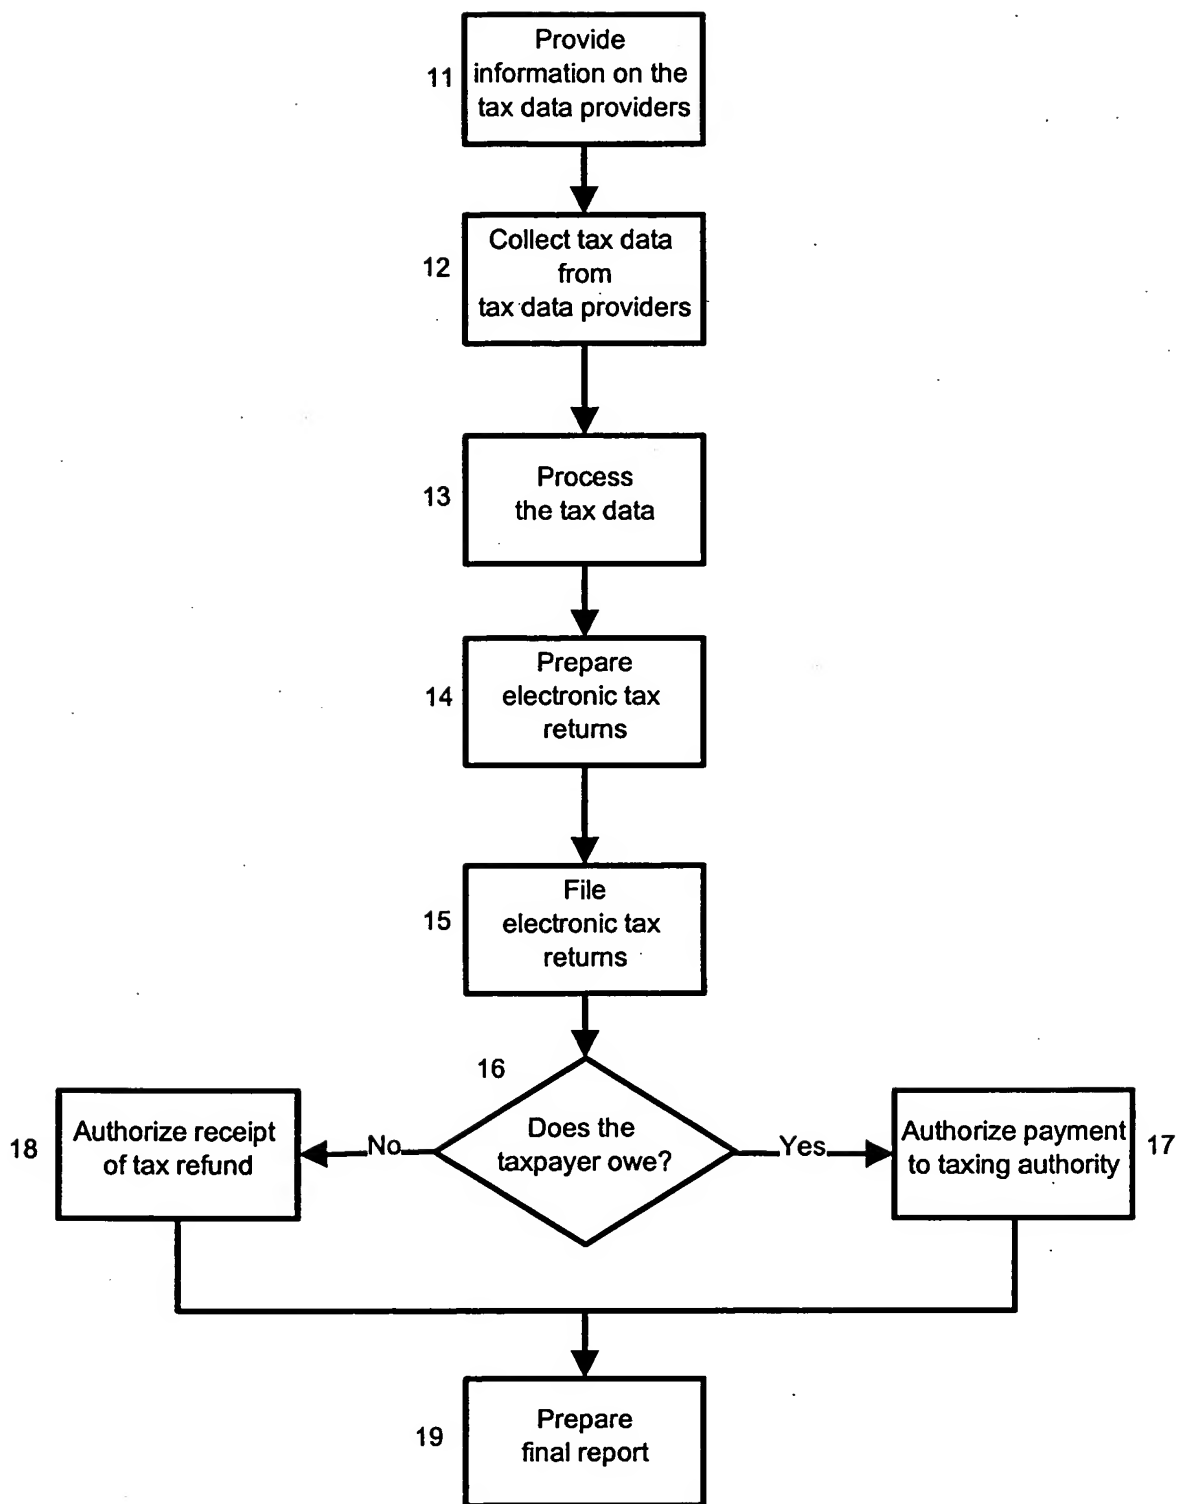 Provide
11 information on the
tax data providers
Collect tax data
12 from
tax data providers
Process
13 the tax data
Prepare
14 electronic tax
returns
File
15 electronic tax
returns
16
Does the
taxpayer owe?
No
Yes
18 Authorize receipt
of tax refund
Authorize payment 17
to taxing authority
Prepare
19 final report